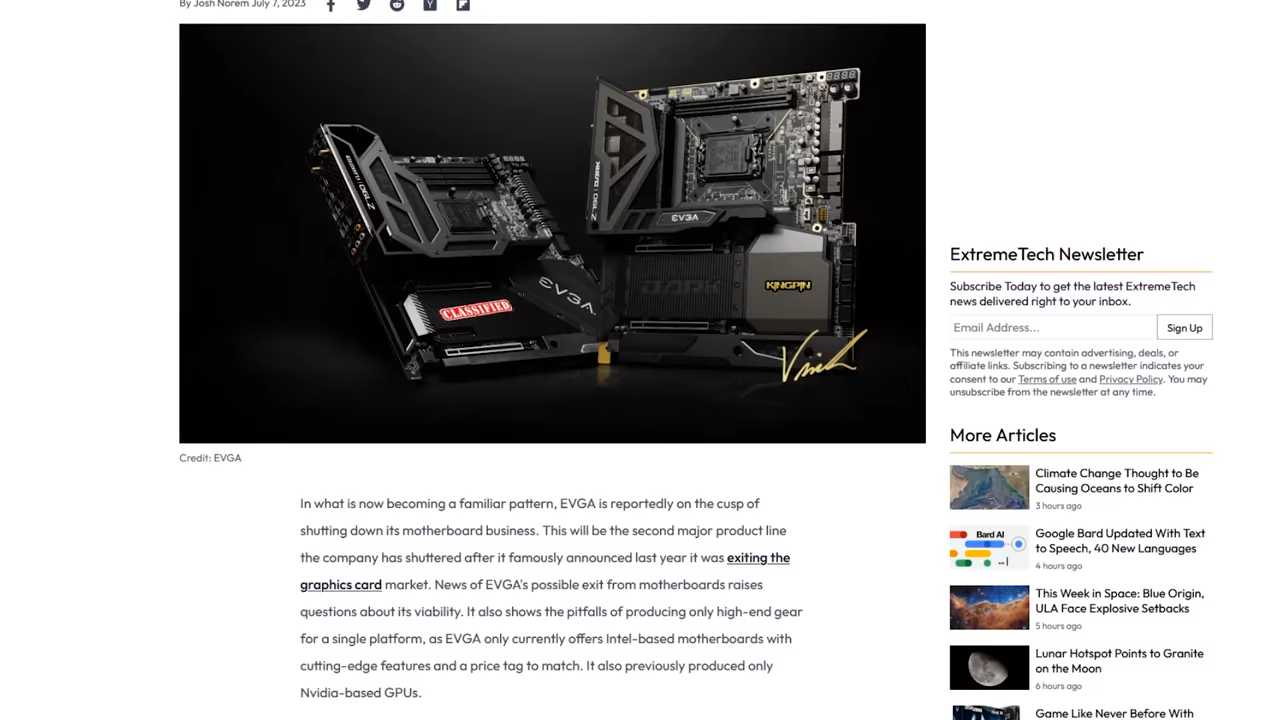 By Josh Norem July 7, 2023
EVGA
DARK
KINGPIN
EVGA
CLASSIFIED
Credit: EVGA
In what is now becoming a familiar pattern, EVGA is reportedly on the cusp of
shutting down its motherboard business. This will be the second major product line
the company has shuttered after it famously announced last year it was exiting the
graphics card market. News of EVGA's possible exit from motherboards raises
questions about its viability. It also shows the pitfalls of producing only high-end gear
for a single platform, as EVGA only currently offers Intel-based motherboards with
cutting-edge features and a price tag to match. It also previously produced only
Nvidia-based GPUs.
ExtremeTech Newsletter
Subscribe Today to get the latest ExtremeTech
news delivered right to your inbox.
Email Address...
Sign Up
This newsletter may contain advertising, deals, or
affiliate links. Subscribing to a newsletter indicates your
consent to our Terms of use and Privacy Policy. You may
unsubscribe from the newsletter at any time.
More Articles
Climate Change Thought to Be
Causing Oceans to Shift Color
3 hours ago
Bard AI
Google Bard Updated With Text
to Speech, 40 New Languages
4 hours ago
This Week in Space: Blue Origin,
ULA Face Explosive Setbacks
5 hours ago
Lunar Hotspot Points to Granite
on the Moon
6 hours ago
Game Like Never Before With